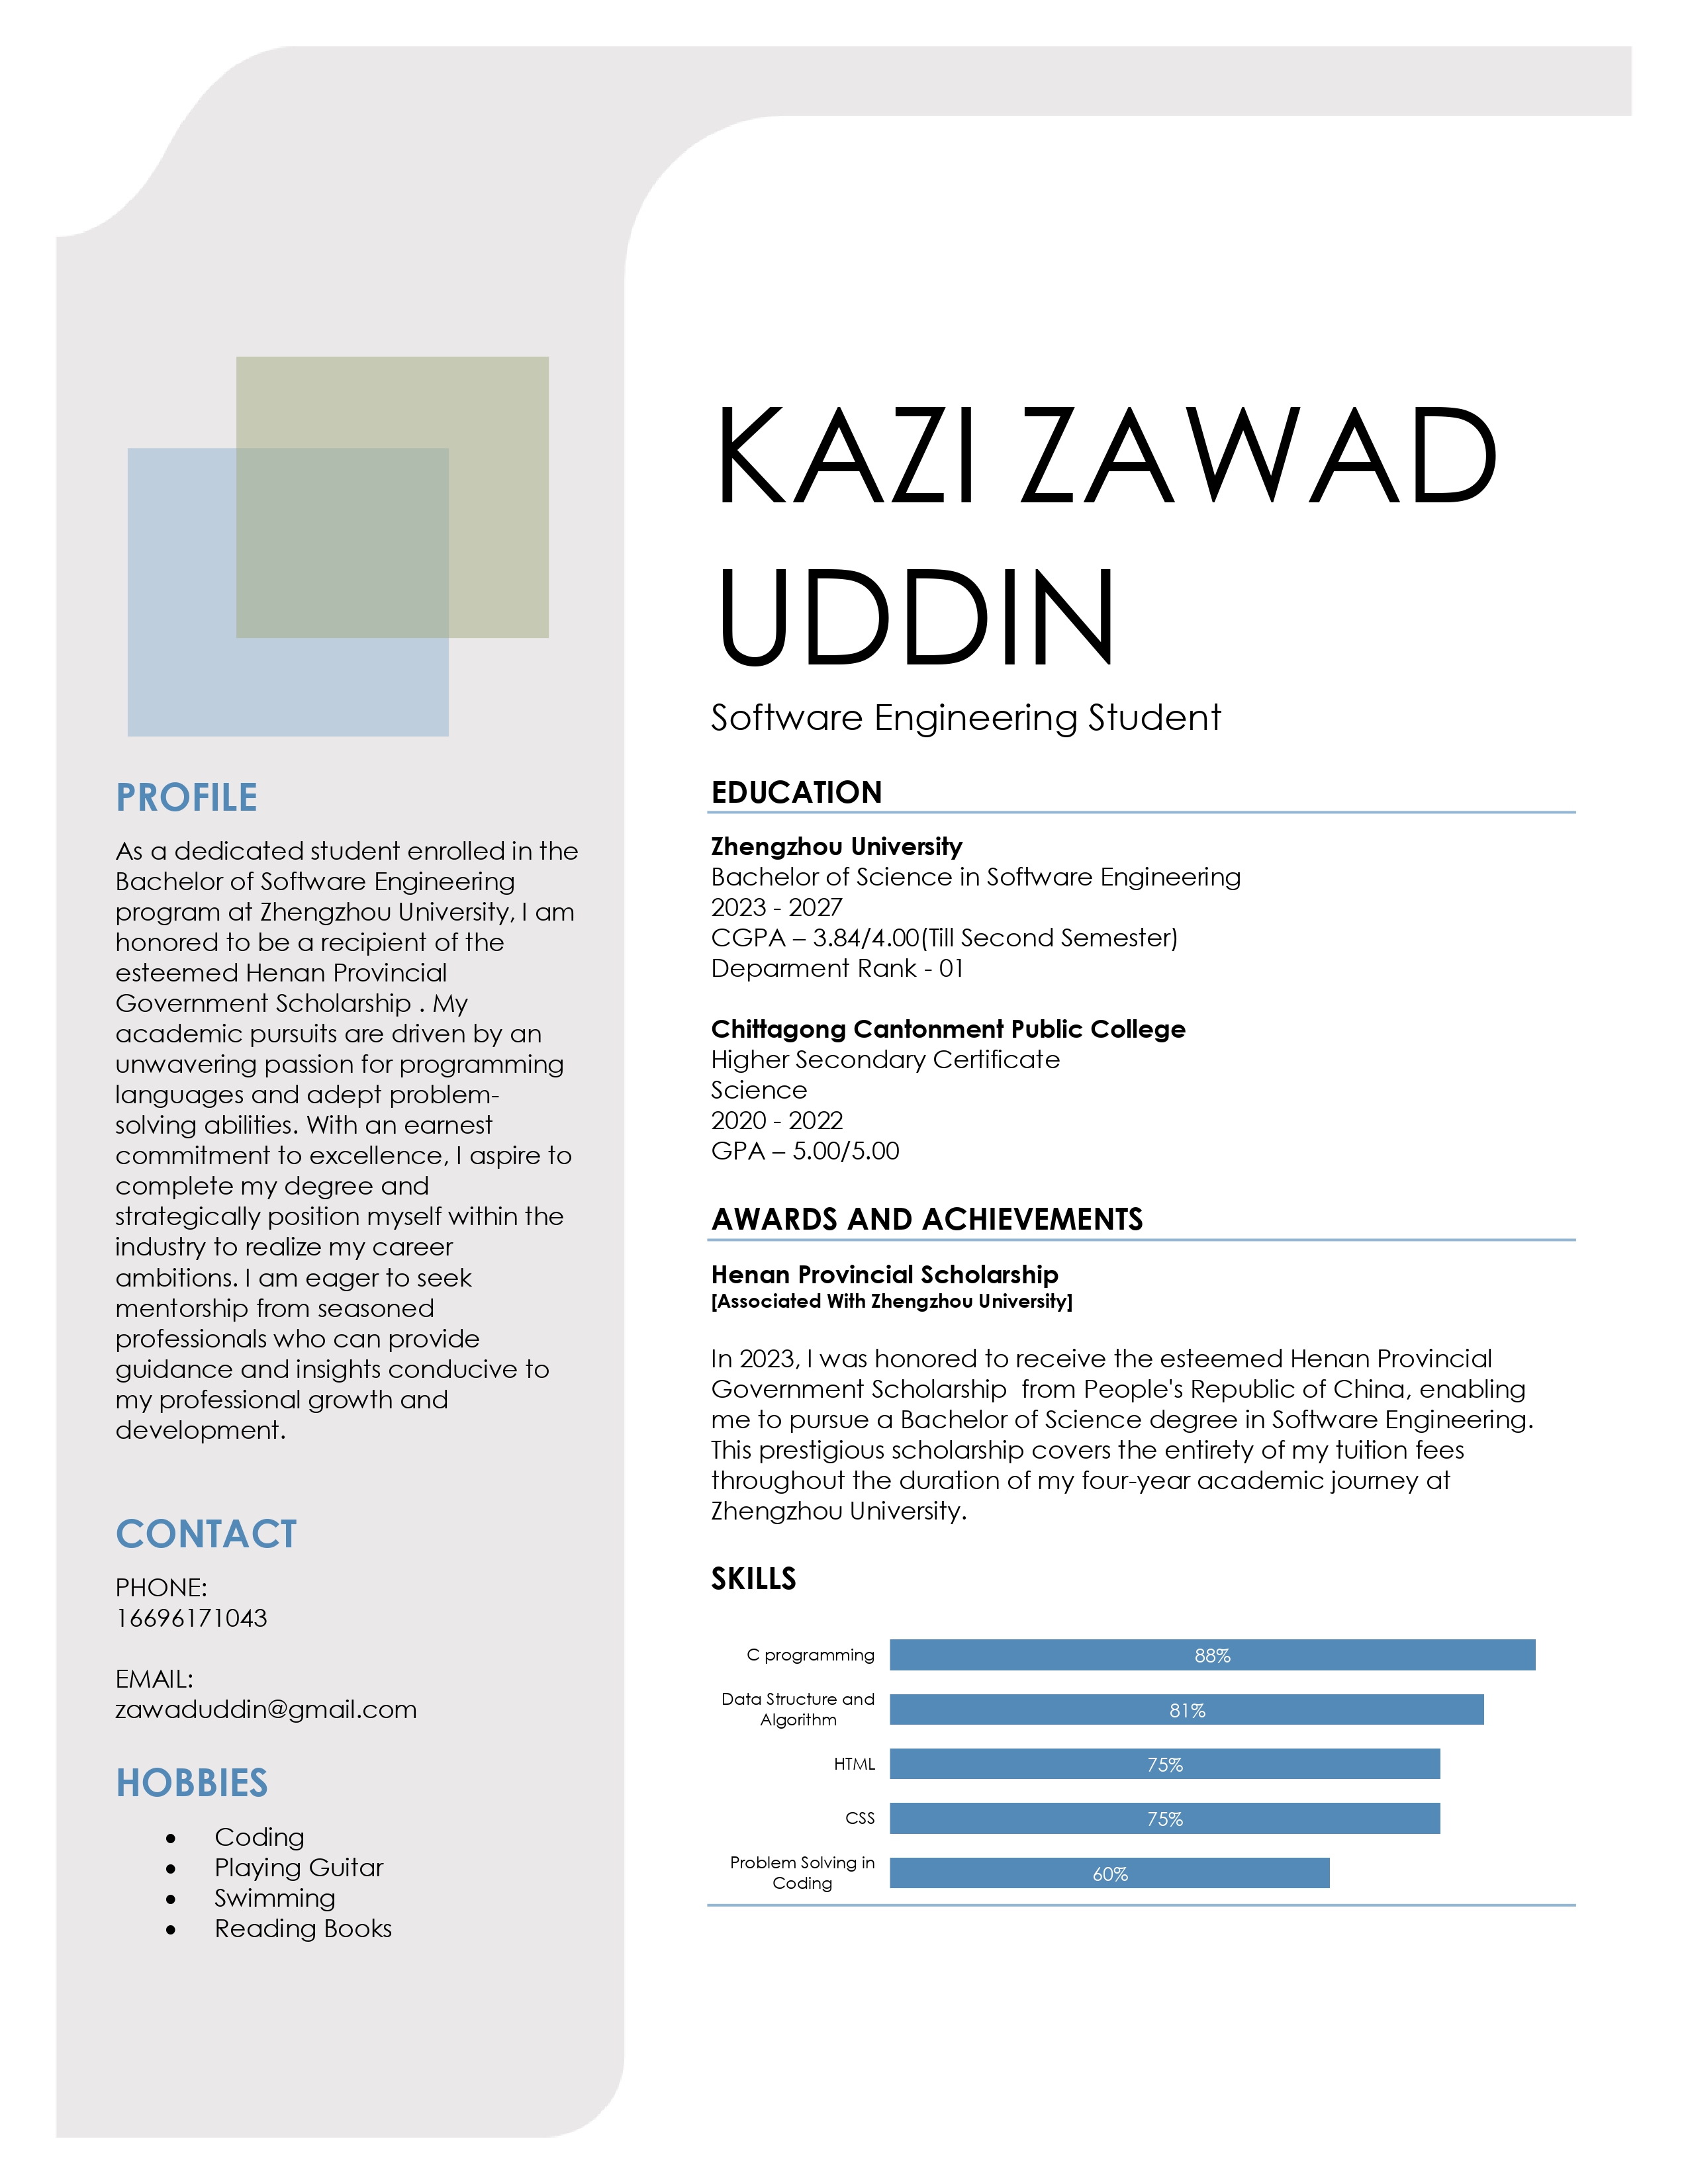 KAZI ZAWAD
UDDIN
Software Engineering Student
PROFILE
As a dedicated student enrolled in the
Bachelor of Software Engineering
program at Zhengzhou University, I am
honored to be a recipient of the
esteemed Henan Provincial
Government Scholarship . My
academic pursuits are driven by an
unwavering passion for programming
languages and adept problem-
solving abilities. With an earnest
commitment to excellence, I aspire to
complete my degree and
strategically position myself within the
industry to realize my career
ambitions. I am eager to seek
mentorship from seasoned
professionals who can provide
guidance and insights conducive to
my professional growth and
development.
CONTACT
PHONE:
16696171043
EMAIL:
zawaduddin@gmail.com
HOBBIES
• Coding
• Playing Guitar
• Swimming
• Reading Books
EDUCATION
Zhengzhou University
Bachelor of Science in Software Engineering
2023 - 2027
CGPA – 3.84/4.00(Till Second Semester)
Deparment Rank - 01
Chittagong Cantonment Public College
Higher Secondary Certificate
Science
2020 - 2022
GPA – 5.00/5.00
AWARDS AND ACHIEVEMENTS
Henan Provincial Scholarship
[Associated With Zhengzhou University]
In 2023, I was honored to receive the esteemed Henan Provincial
Government Scholarship  from People's Republic of China, enabling
me to pursue a Bachelor of Science degree in Software Engineering.
This prestigious scholarship covers the entirety of my tuition fees
throughout the duration of my four-year academic journey at
Zhengzhou University.
SKILLS
C programming 88%
Data Structure and
Algorithm 81%
HTML 75%
CSS 75%
Problem Solving in
Coding 60%